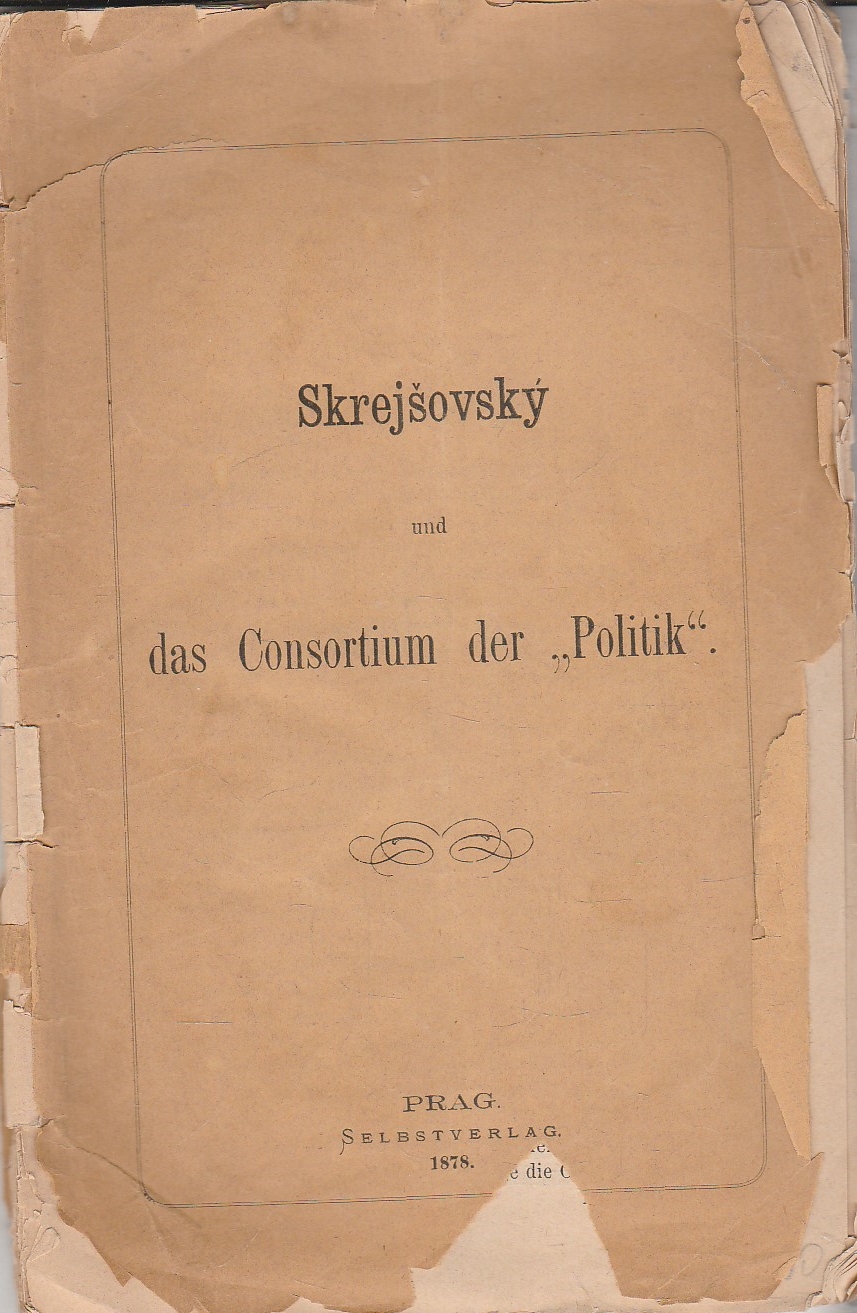 Skrejšovský
und
das Consortium der „Politik“.
PRAG.
SELBSTVERLAG.
1878.
die